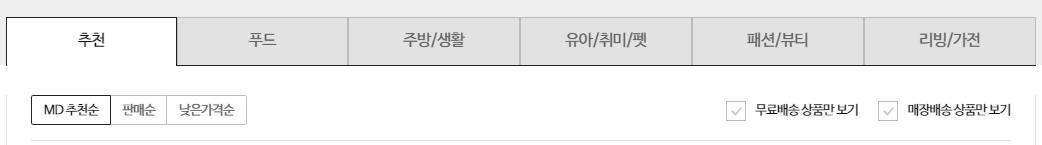 추천 푸드 주방/생활 유아/취미/펫 패션/뷰티 리빙/가전
MD 추천순 판매순 낮은가격순 무료배송 상품만 보기 매장배송 상품만 보기